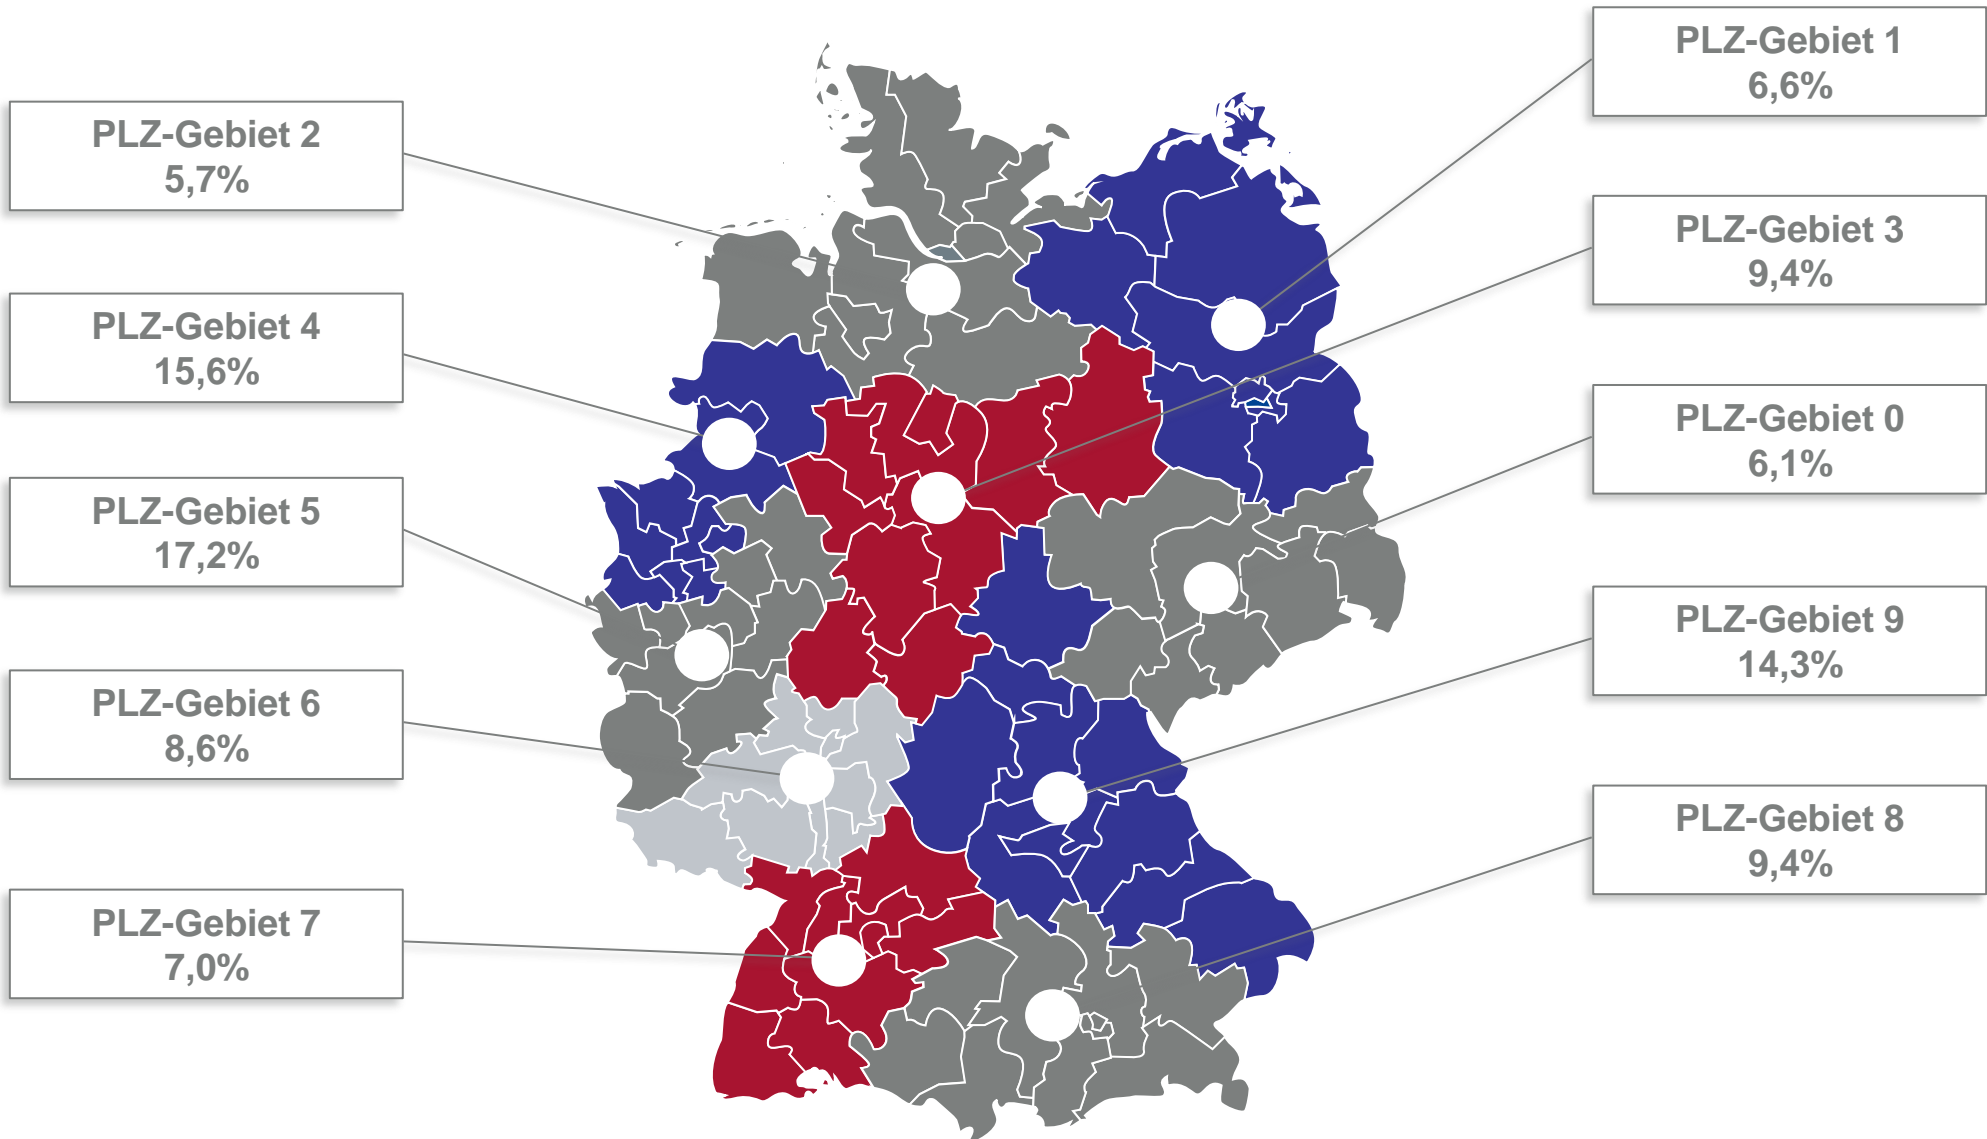 PLZ-Gebiet 2
5,7%
PLZ-Gebiet 4
15,6%
PLZ-Gebiet 5
17,2%
PLZ-Gebiet 6
8,6%
PLZ-Gebiet 7
7,0%
PLZ-Gebiet 1
6,6%
PLZ-Gebiet 3
9,4%
PLZ-Gebiet 0
6,1%
PLZ-Gebiet 9
14,3%
PLZ-Gebiet 8
9,4%